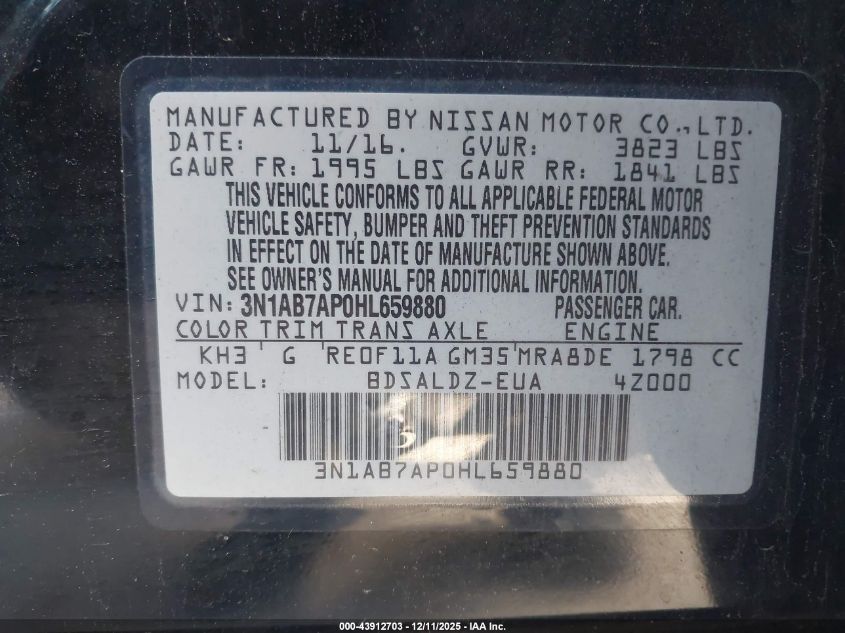 MANUFACTURED BY NISSAN MOTOR CO., LTD.
DATE: 11/16. GVWR: 3823 LBS
GAWR FR: 1995 LBS GAWR RR: 1841 LBS
THIS VEHICLE CONFORMS TO ALL APPLICABLE FEDERAL MOTOR
VEHICLE SAFETY, BUMPER AND THEFT PREVENTION STANDARDS
IN EFFECT ON THE DATE OF MANUFACTURE SHOWN ABOVE.
SEE OWNER'S MANUAL FOR ADDITIONAL INFORMATION.
VIN: 3N1AB7AP0HL659880 PASSENGER CAR.
COLOR TRIM TRANS AXLE ENGINE
KH3 G RE0F11A GM35 MRA8DE 1798 CC
MODEL: BDSALDZ-EUA 4Z000
3N1AB7AP0HL659880
000-43912703 - 12/11/2025 - IAA Inc.